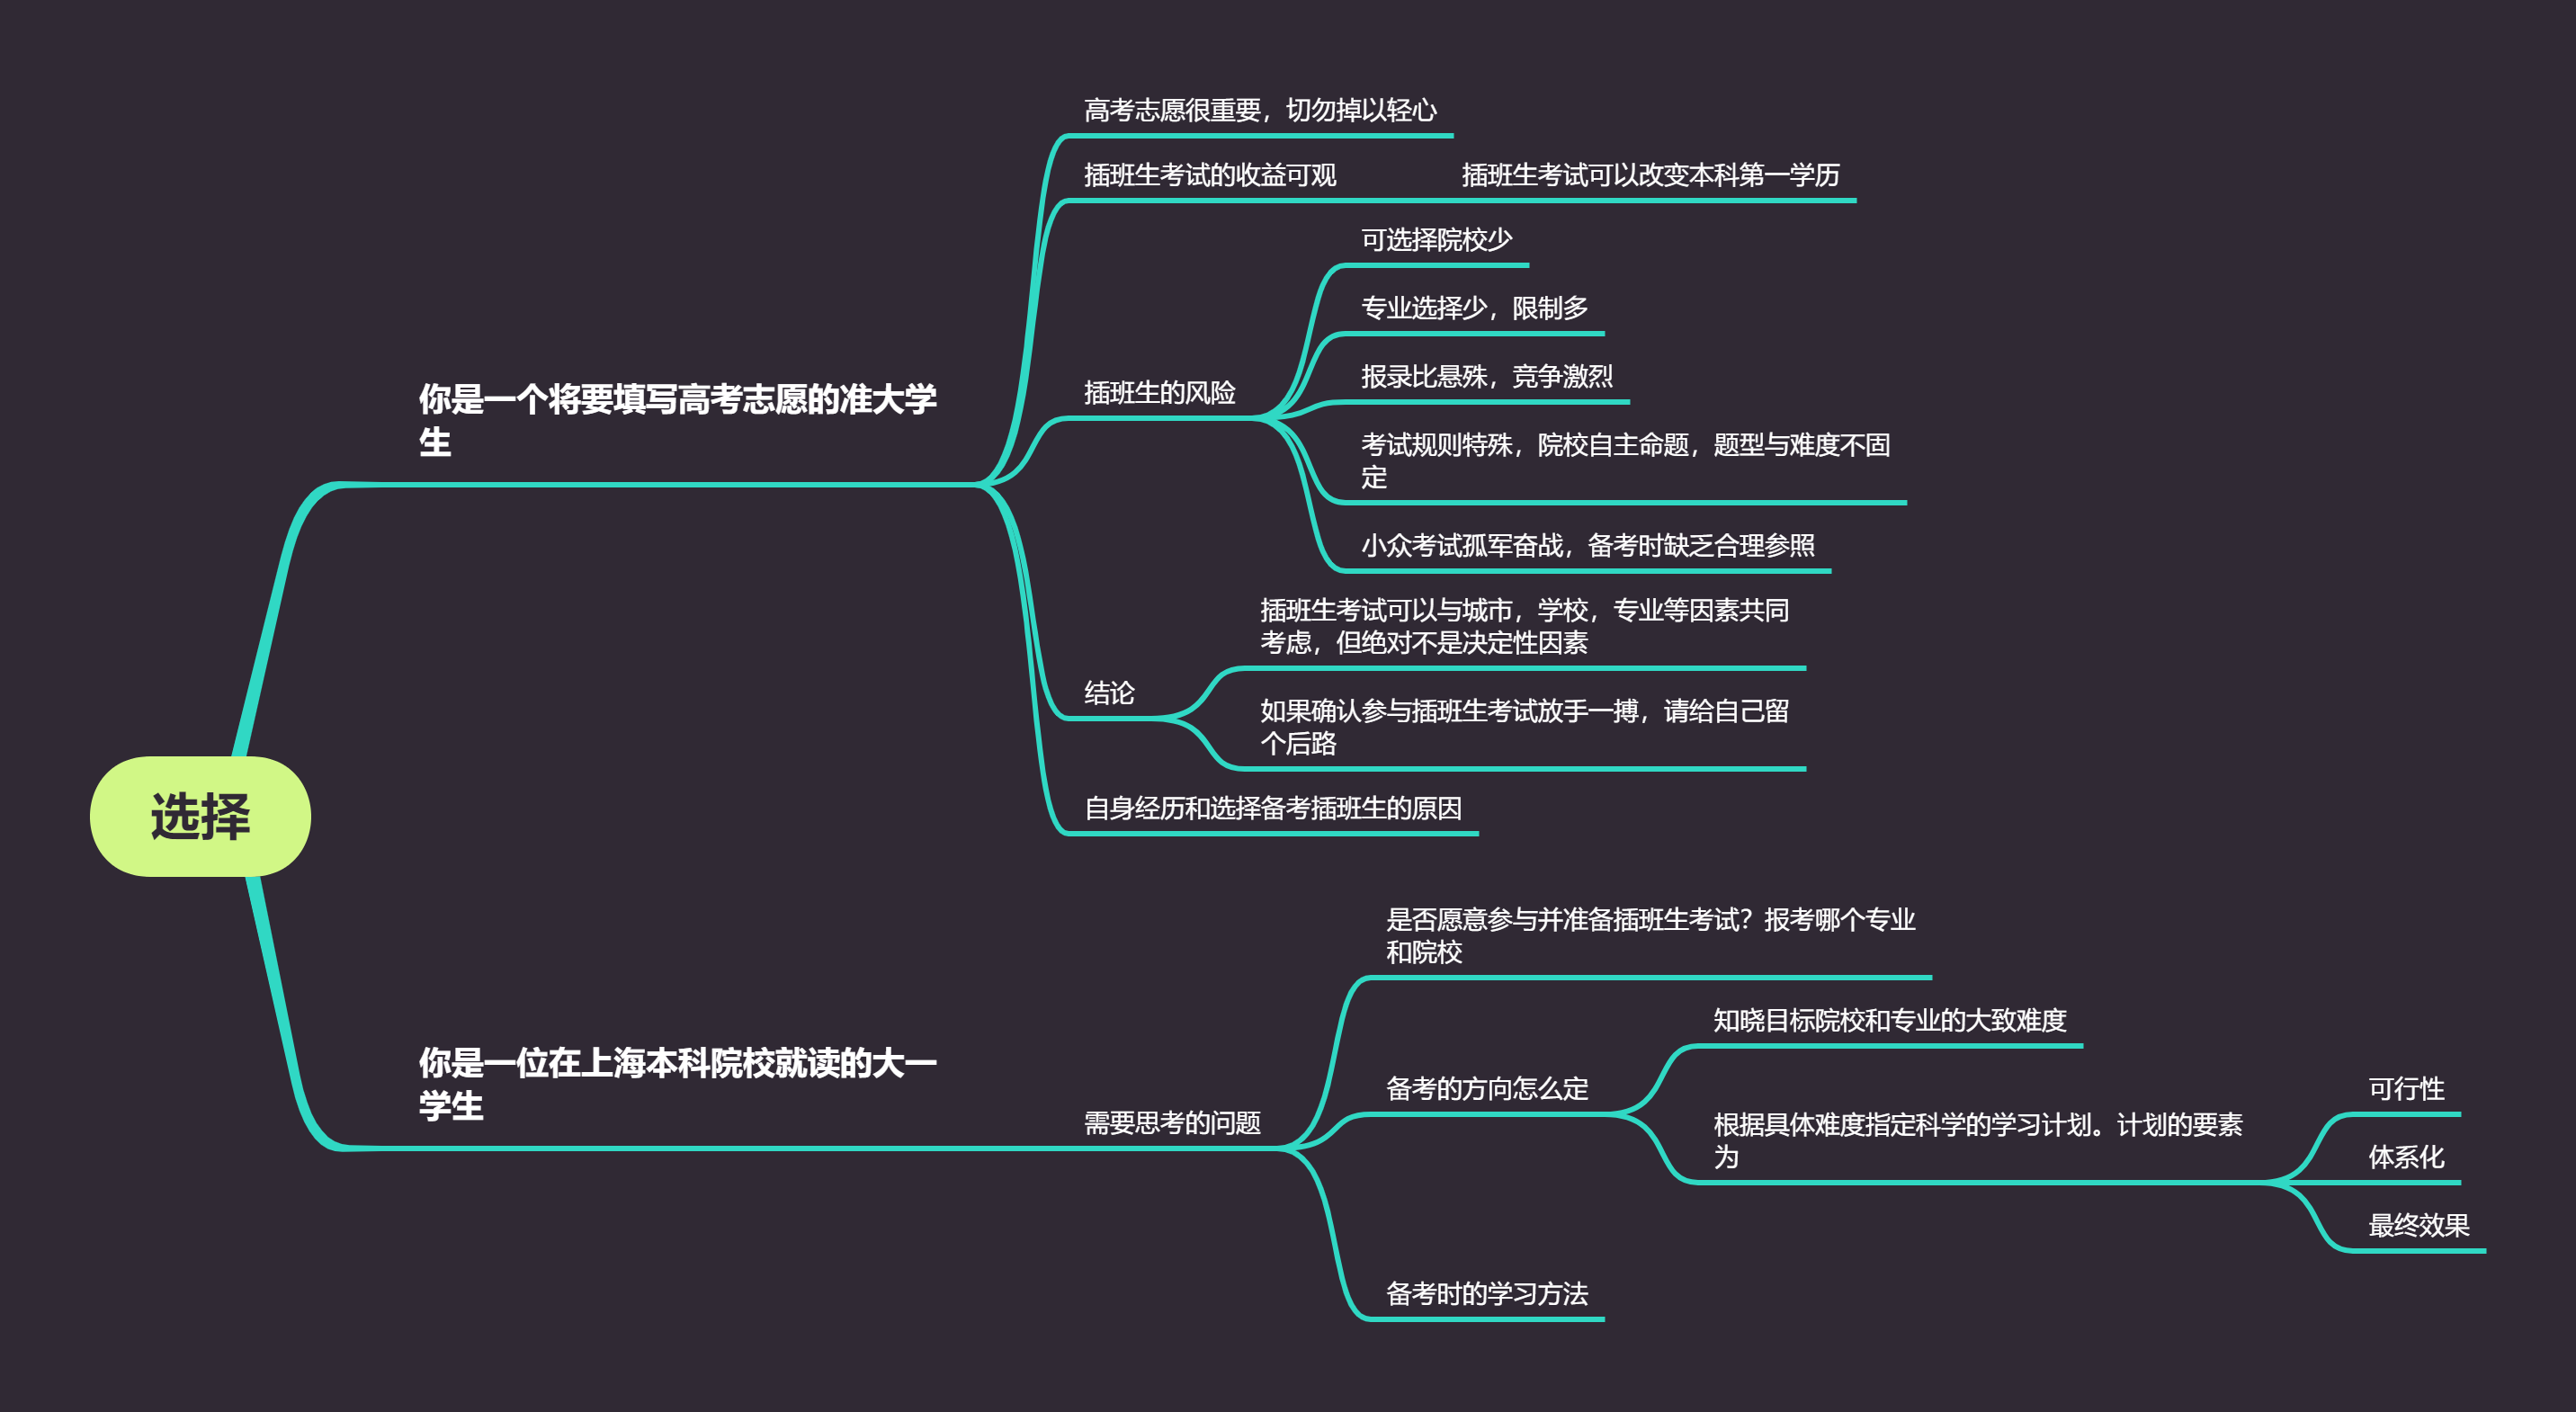 高考志愿很重要，切勿掉以轻心
插班生考试的收益可观
插班生考试可以改变本科第一学历
可选择院校少
专业选择少，限制多
报录比悬殊，竞争激烈
插班生的风险
你是一个将要填写高考志愿的准大学
生
考试规则特殊，院校自主命题，题型与难度不固
定
小众考试孤军奋战，备考时缺乏合理参照
插班生考试可以与城市，学校，专业等因素共同
考虑，但绝对不是决定性因素
结论
如果确认参与插班生考试放手一搏，请给自己留
个后路
自身经历和选择备考插班生的原因
选择
是否愿意参与并准备插班生考试？报考哪个专业
和院校
知晓目标院校和专业的大致难度
你是一位在上海本科院校就读的大一
学生
需要思考的问题
备考的方向怎么定
根据具体难度指定科学的学习计划。计划的要素
为
可行性
体系化
最终效果
备考时的学习方法